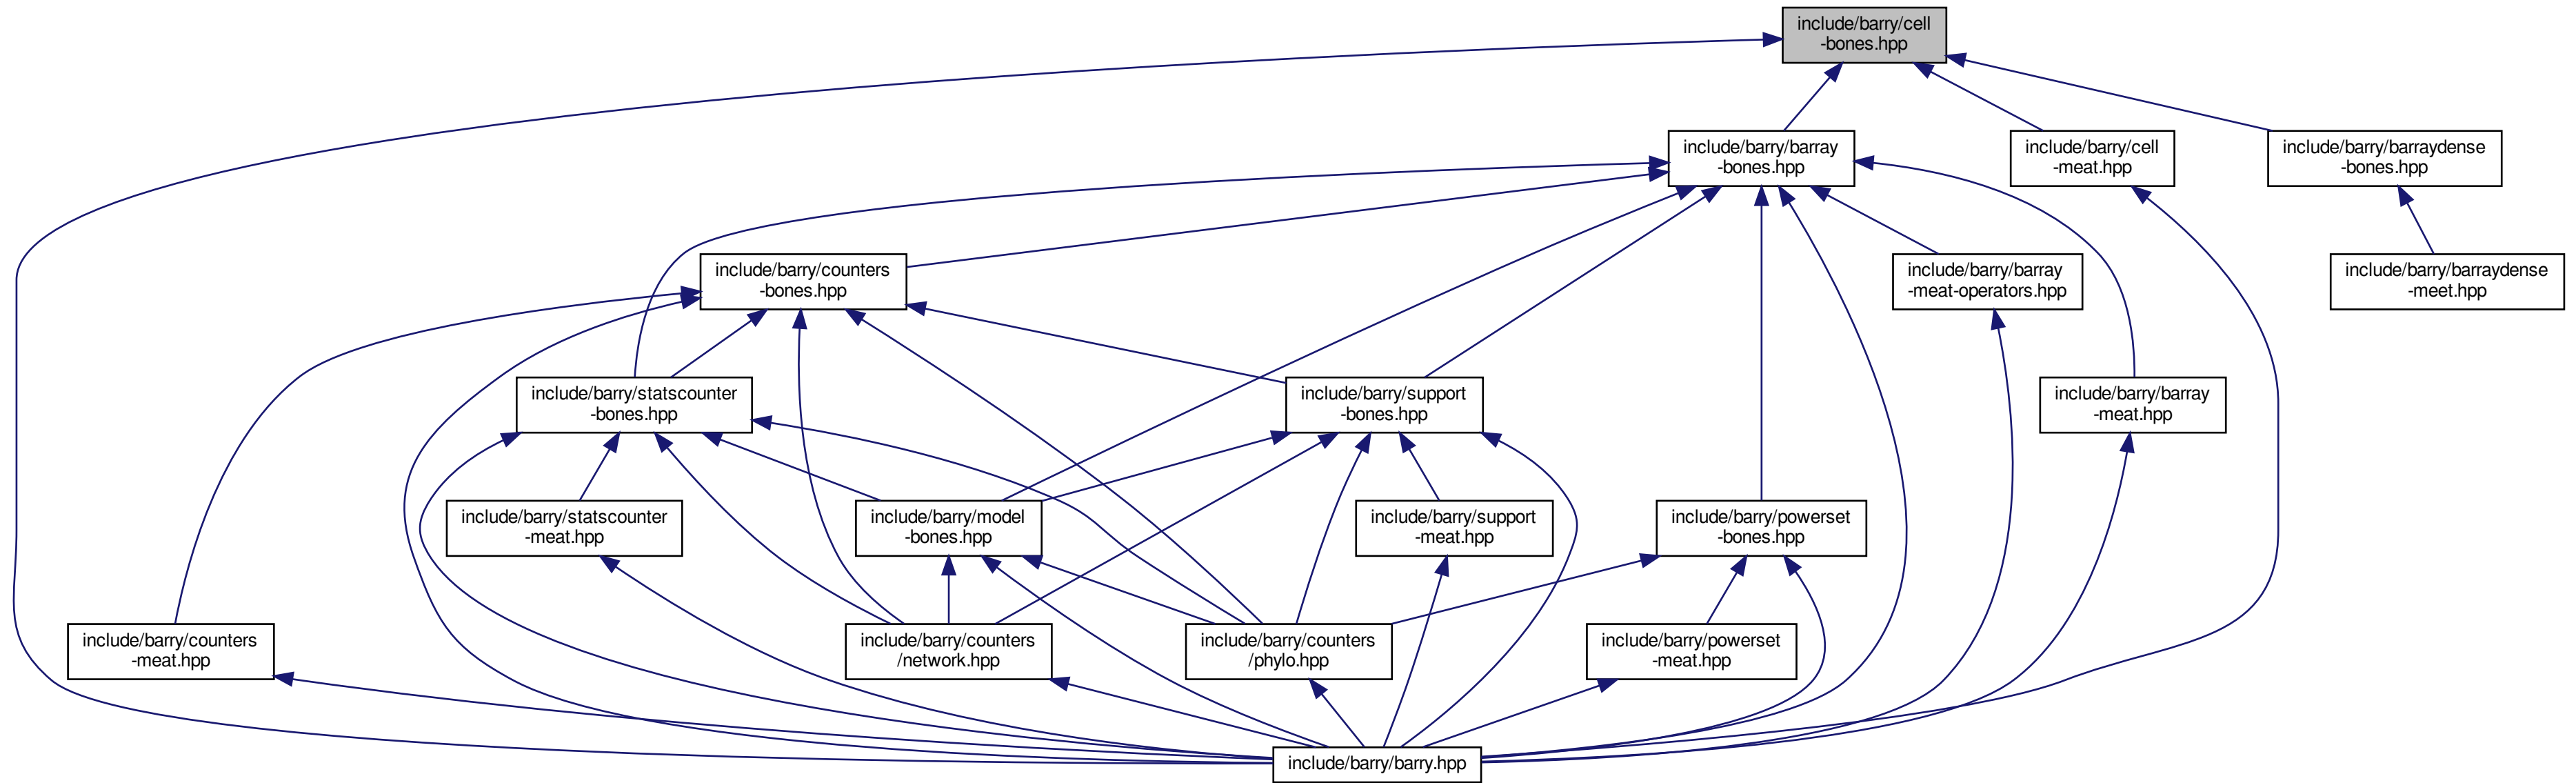 include/barry/cell
-bones.hpp
include/barry/barray
-bones.hpp
include/barry/cell
-meat.hpp
include/barry/barraydense
-bones.hpp
include/barry/counters
-bones.hpp
include/barry/barray
-meat-operators.hpp
include/barry/barraydense
-meet.hpp
include/barry/statscounter
-bones.hpp
include/barry/support
-bones.hpp
include/barry/barray
-meat.hpp
include/barry/statscounter
-meat.hpp
include/barry/model
-bones.hpp
include/barry/support
-meat.hpp
include/barry/powerset
-bones.hpp
include/barry/counters
-meat.hpp
include/barry/counters
/network.hpp
include/barry/counters
/phylo.hpp
include/barry/powerset
-meat.hpp
include/barry/barry.hpp